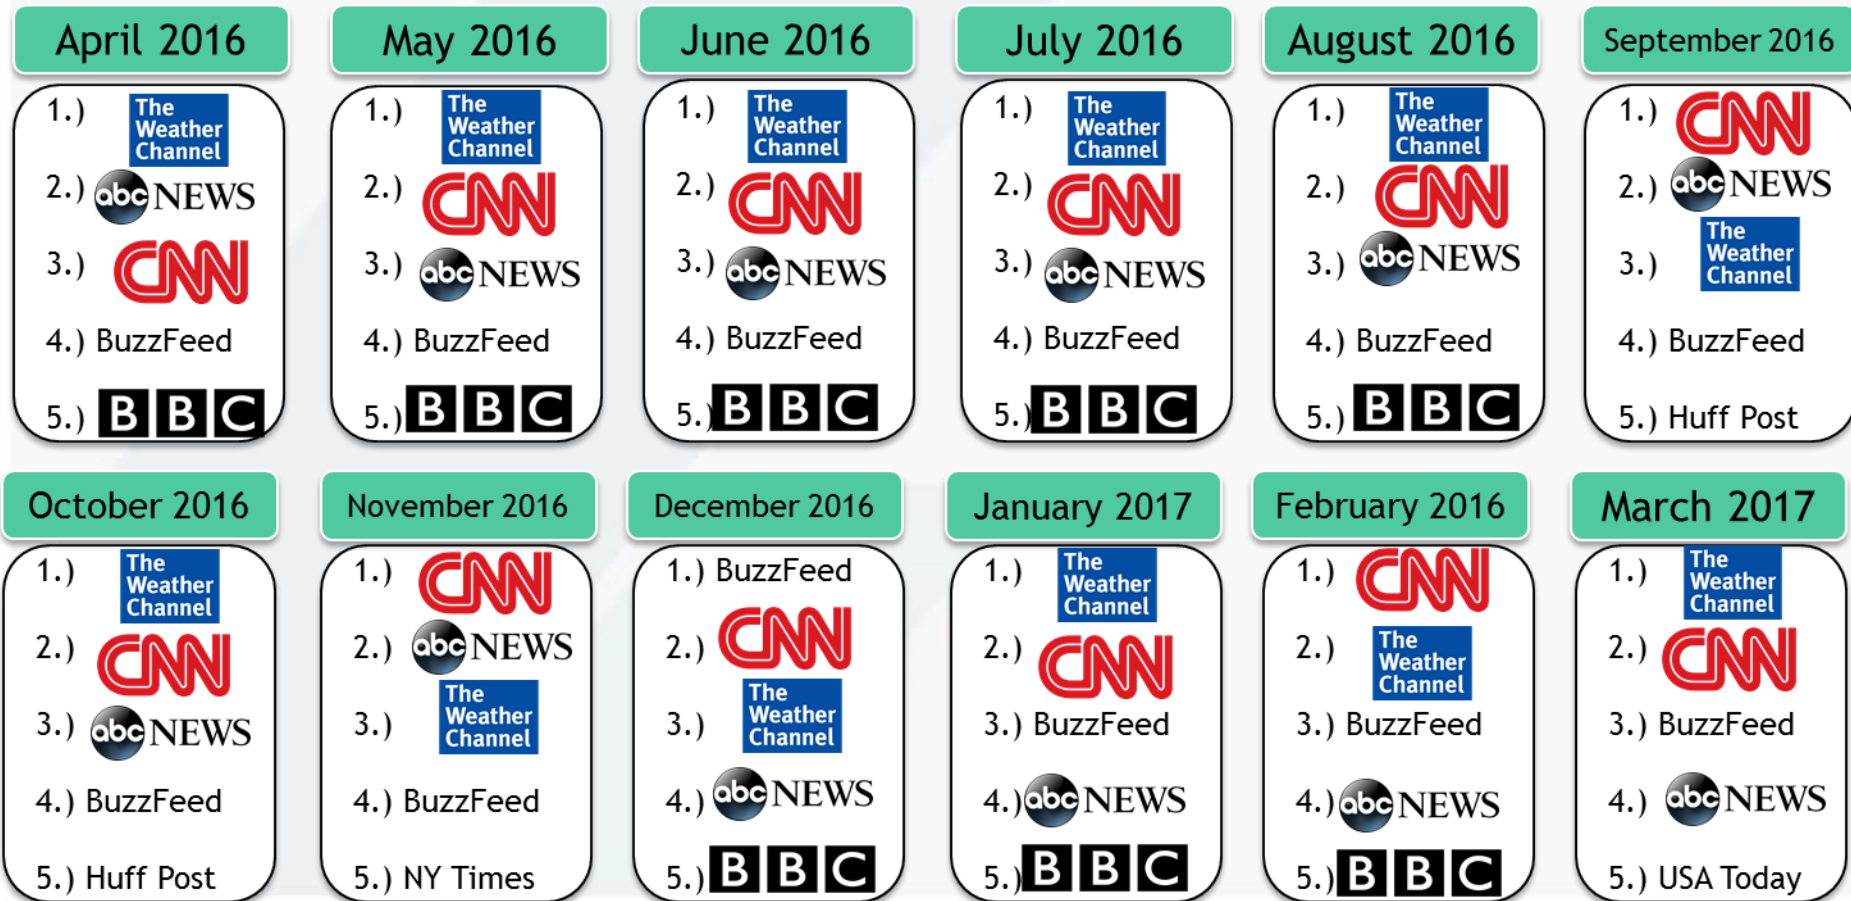 April 2016
1.) The Weather Channel
2.) abc NEWS
3.) CNN
4.) BuzzFeed
5.) BBC
May 2016
1.) The Weather Channel
2.) CNN
3.) abc NEWS
4.) BuzzFeed
5.) BBC
June 2016
1.) The Weather Channel
2.) CNN
3.) abc NEWS
4.) BuzzFeed
5.) BBC
July 2016
1.) The Weather Channel
2.) CNN
3.) abc NEWS
4.) BuzzFeed
5.) BBC
August 2016
1.) The Weather Channel
2.) CNN
3.) abc NEWS
4.) BuzzFeed
5.) BBC
September 2016
1.) CNN
2.) abc NEWS
3.) The Weather Channel
4.) BuzzFeed
5.) Huff Post
October 2016
1.) The Weather Channel
2.) CNN
3.) abc NEWS
4.) BuzzFeed
5.) Huff Post
November 2016
1.) CNN
2.) abc NEWS
3.) The Weather Channel
4.) BuzzFeed
5.) NY Times
December 2016
1.) BuzzFeed
2.) CNN
3.) The Weather Channel
4.) abc NEWS
5.) BBC
January 2017
1.) The Weather Channel
2.) CNN
3.) BuzzFeed
4.) abc NEWS
5.) BBC
February 2016
1.) CNN
2.) The Weather Channel
3.) BuzzFeed
4.) abc NEWS
5.) BBC
March 2017
1.) The Weather Channel
2.) CNN
3.) BuzzFeed
4.) abc NEWS
5.) USA Today